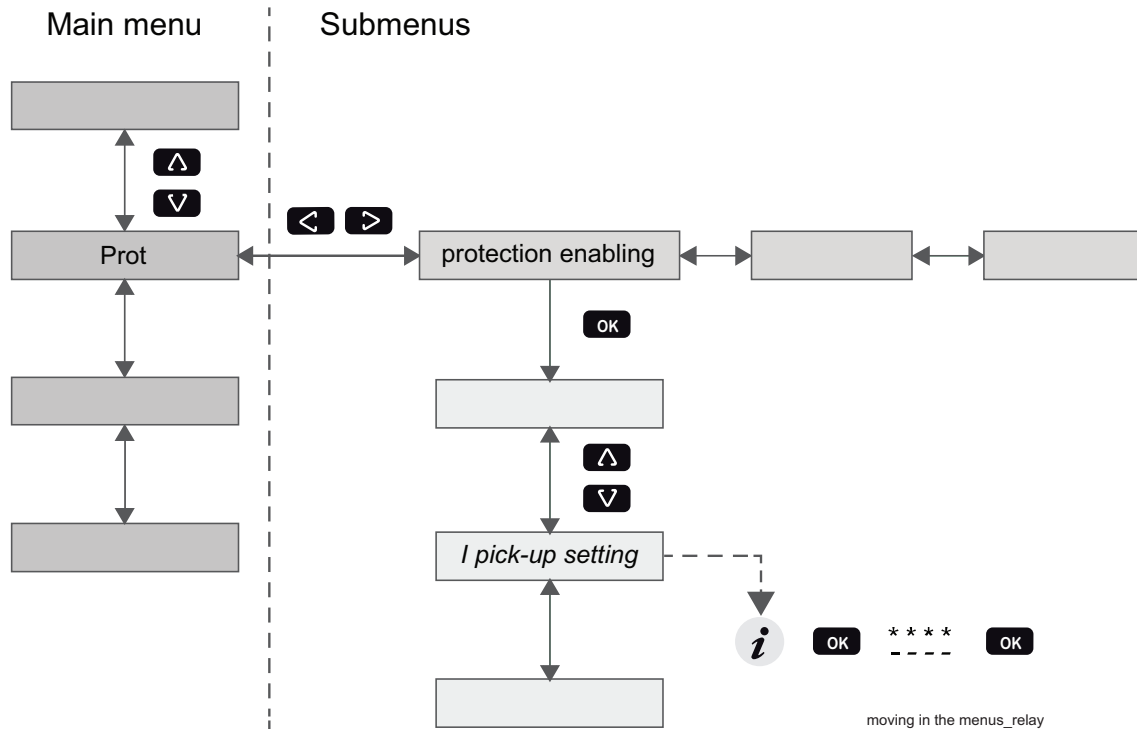 Main menu
Submenus
Prot
protection enabling
OK
I pick-up setting
i
OK
* * * *
- - - -
OK
moving in the menus_relay